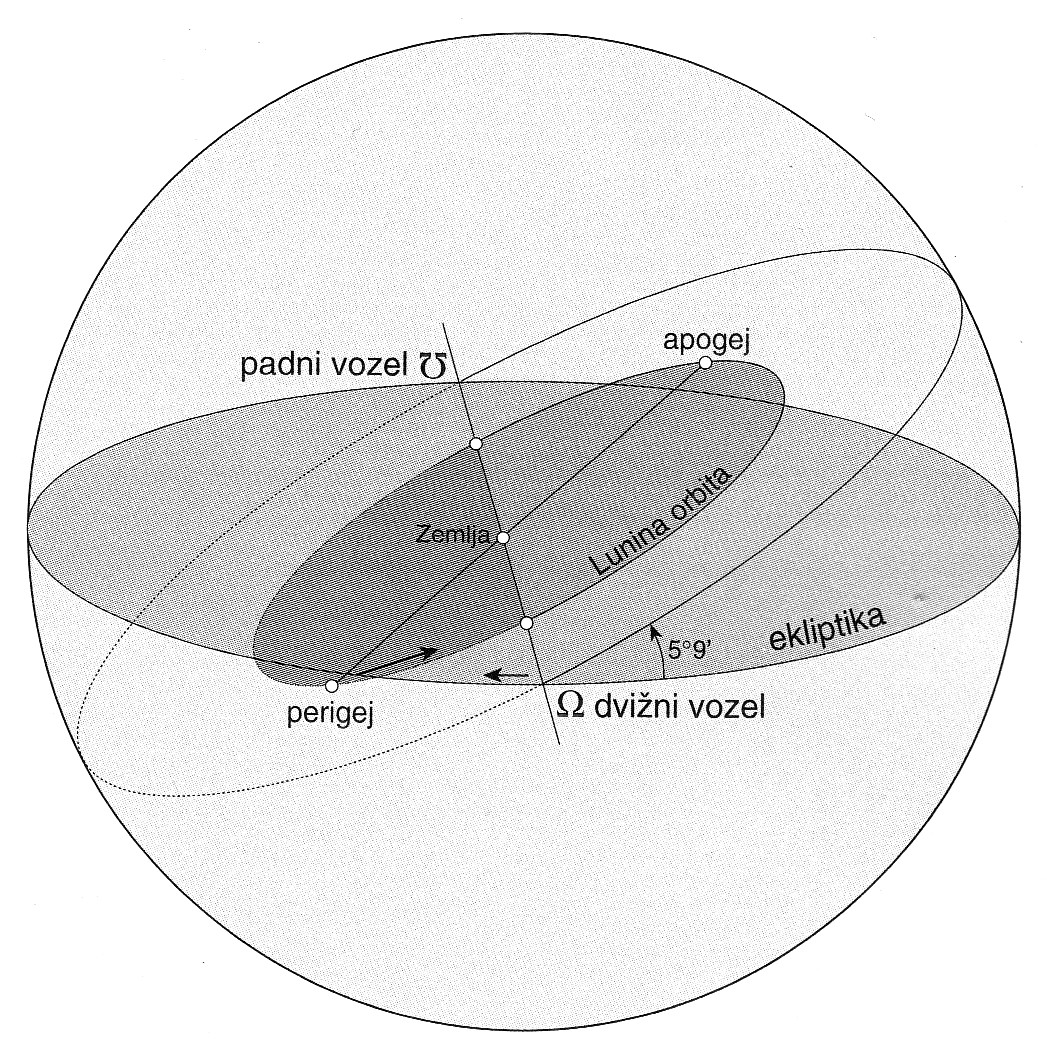 apogej
padni vozel ☋
Zemlja
Lunina orbita
ekliptika
5°9'
Ω dvižni vozel
perigej